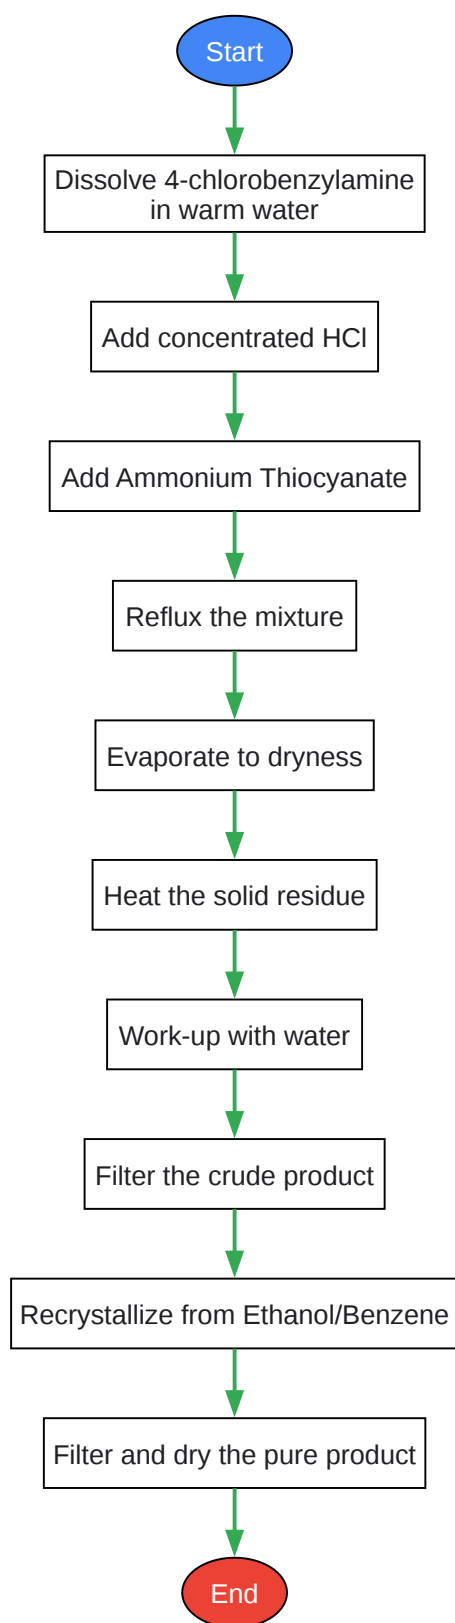 Start
Dissolve 4-chlorobenzylamine
in warm water
Add concentrated HCl
Add Ammonium Thiocyanate
Reflux the mixture
Evaporate to dryness
Heat the solid residue
Work-up with water
Filter the crude product
Recrystallize from Ethanol/Benzene
Filter and dry the pure product
End